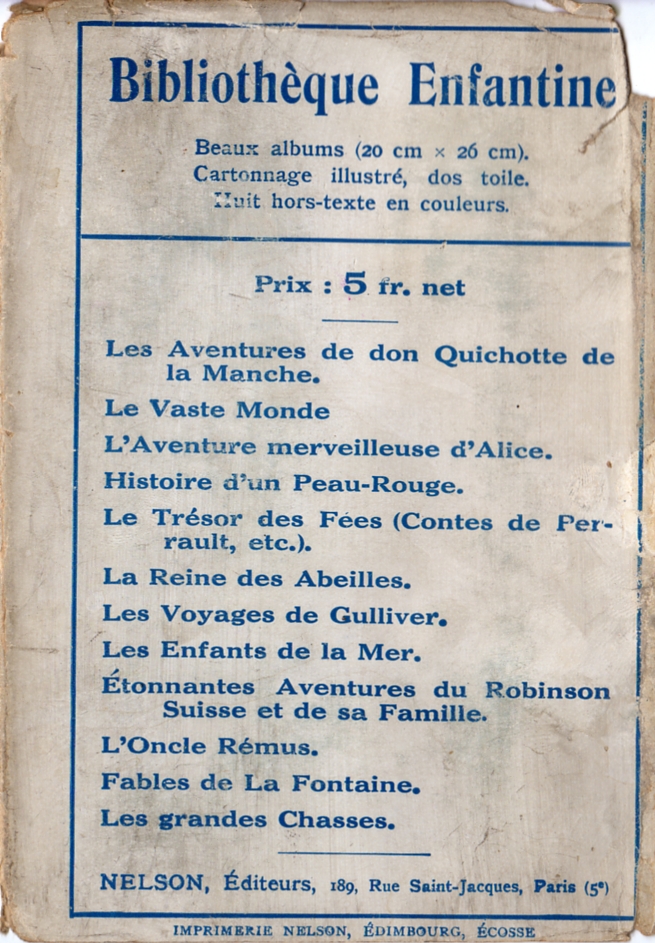 Bibliothèque Enfantine
Beaux albums (20 cm × 26 cm).
Cartonnage illustré, dos toile.
Huit hors-texte en couleurs.
Prix : 5 fr. net
Les Aventures de don Quichotte de
la Manche.
Le Vaste Monde
L'Aventure merveilleuse d'Alice.
Histoire d'un Peau-Rouge.
Le Trésor des Fées (Contes de Per-
rault, etc.).
La Reine des Abeilles.
Les Voyages de Gulliver.
Les Enfants de la Mer.
Étonnantes Aventures du Robinson
Suisse et de sa Famille.
L'Oncle Rémus.
Fables de La Fontaine.
Les grandes Chasses.
NELSON, Éditeurs, 189, Rue Saint-Jacques, Paris (5ᵉ)
IMPRIMERIE NELSON, ÉDIMBOURG, ÉCOSSE